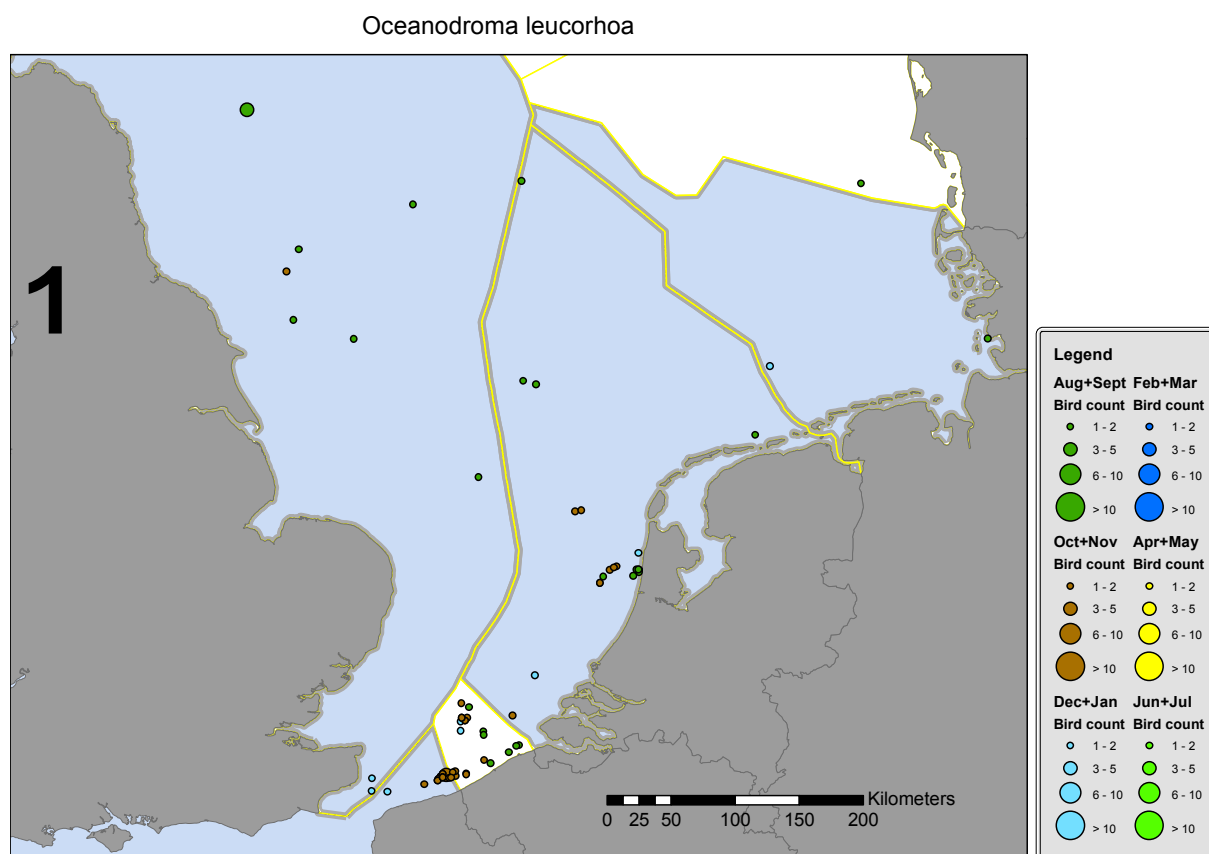 Oceanodroma leucorhoa
1
Legend
Aug+Sept Feb+Mar
Bird count Bird count
1 - 2 1 - 2
3 - 5 3 - 5
6 - 10 6 - 10
> 10 > 10
Oct+Nov Apr+May
Bird count Bird count
1 - 2 1 - 2
3 - 5 3 - 5
6 - 10 6 - 10
> 10 > 10
Dec+Jan Jun+Jul
Bird count Bird count
1 - 2 1 - 2
3 - 5 3 - 5
6 - 10 6 - 10
> 10 > 10
Kilometers
0 25 50 100 150 200